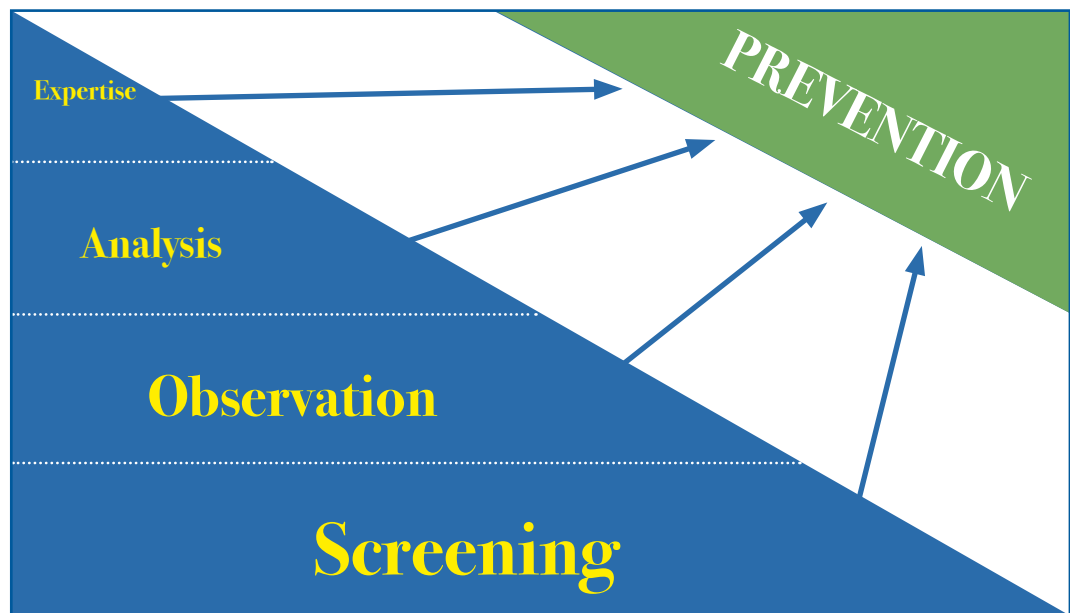 PREVENTION
Expertise
Analysis
Observation
Screening